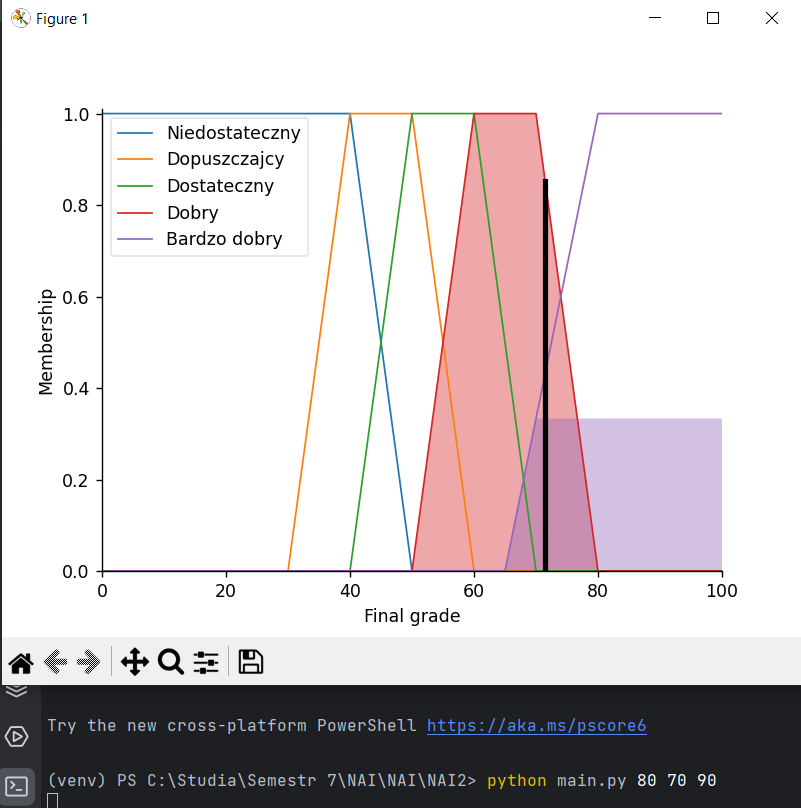 Figure 1
1.0
0.8
0.6
0.4
0.2
0.0
Membership
Niedostateczny
Dopuszczajcy
Dostateczny
Dobry
Bardzo dobry
0 20 40 60 80 100
Final grade
Try the new cross-platform PowerShell https://aka.ms/pscore6
(venv) PS C:\Studia\Semestr 7\NAI\NAI\NAI2> python main.py 80 70 90